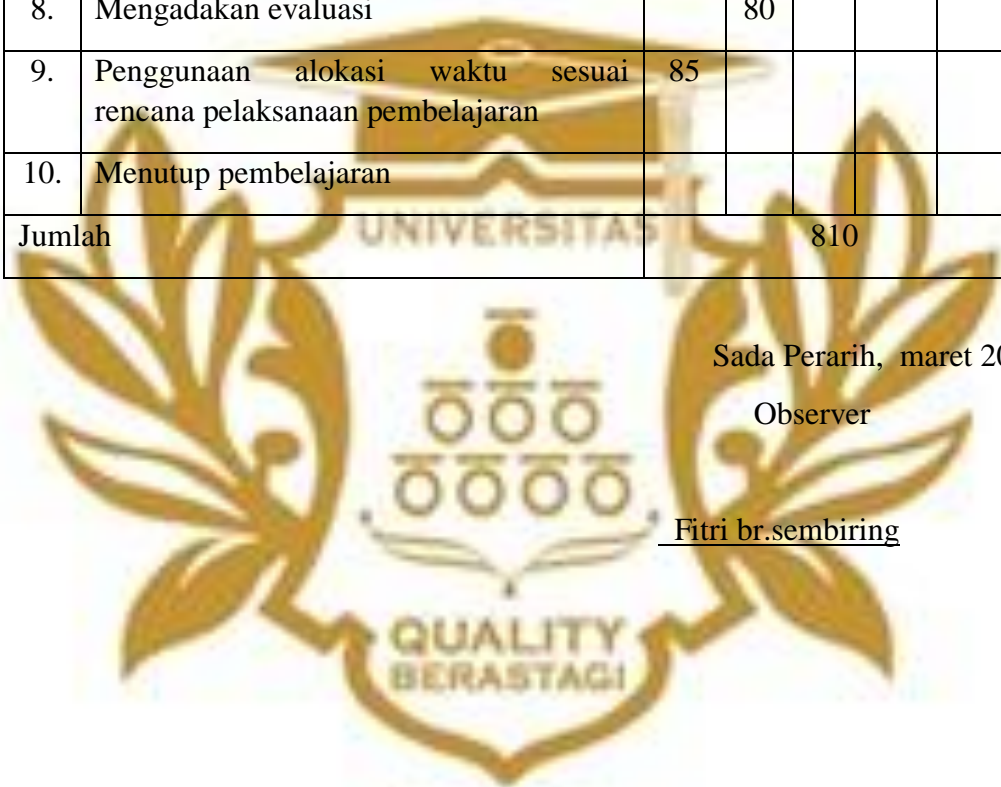 8. Mengadakan evaluasi 80
9. Penggunaan alokasi waktu sesuai 85
rencana pelaksanaan pembelajaran
10. Menutup pembelajaran
UNIVERSITAS
Jumlah 810
Sada Perarih, maret 20
Observer
Fitri br.sembiring
QUALITY
BERASTAGI